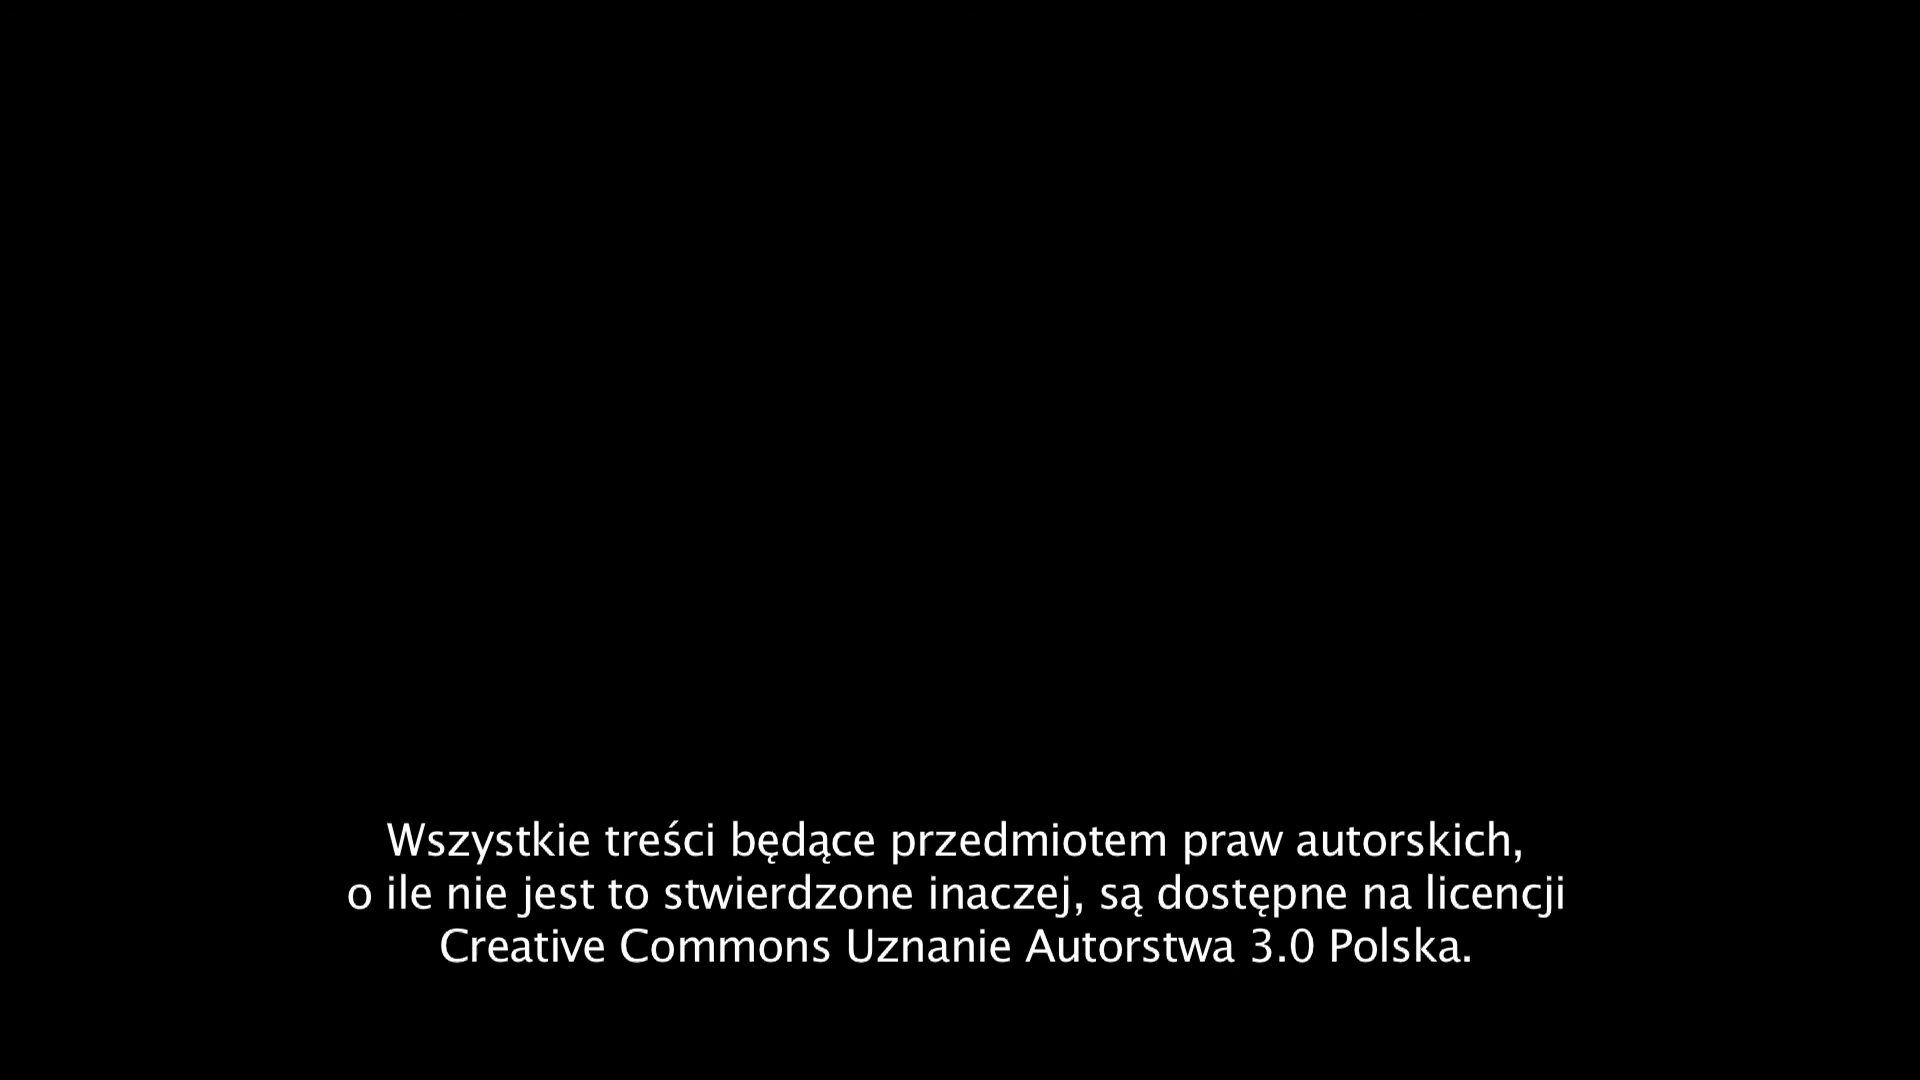 Wszystkie treści będące przedmiotem praw autorskich,
o ile nie jest to stwierdzone inaczej, są dostępne na licencji
Creative Commons Uznanie Autorstwa 3.0 Polska.